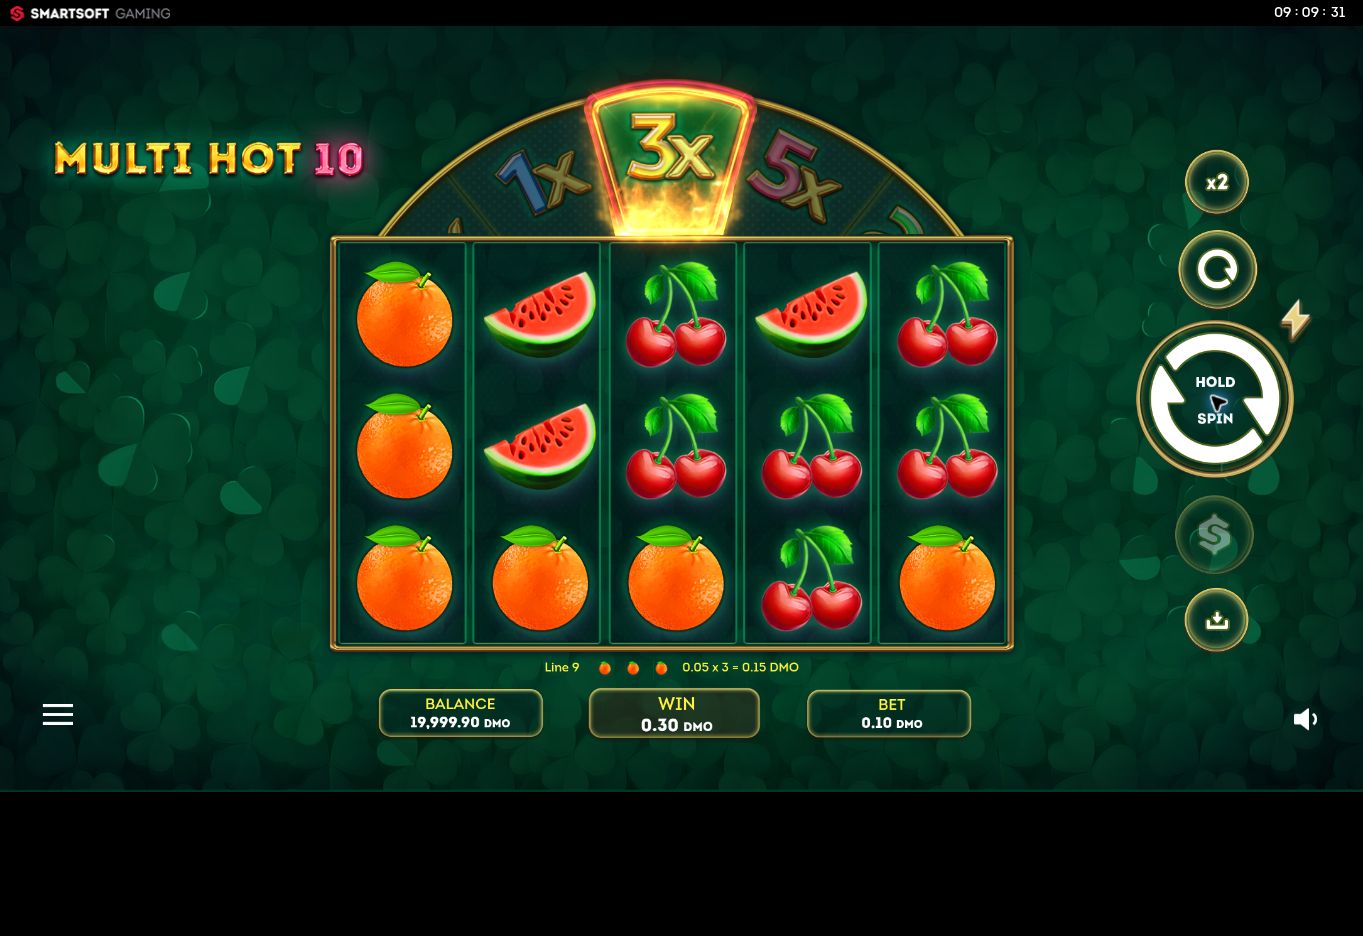 SMARTSOFT GAMING
09 : 09 : 31
MULTI HOT 10
1x
3x
5x
x2
HOLD
SPIN
Line 9 0.05 x 3 = 0.15 DMO
BALANCE
19,999.90 DMO
WIN
0.30 DMO
BET
0.10 DMO